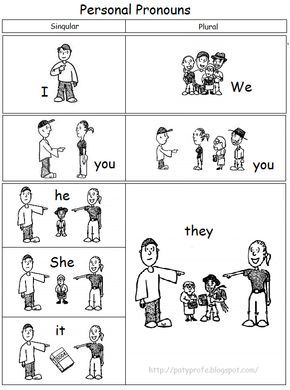 Personal Pronouns
Singular Plural
I We
you you
he
She
it
they
http://patyprofe.blogspot.com/